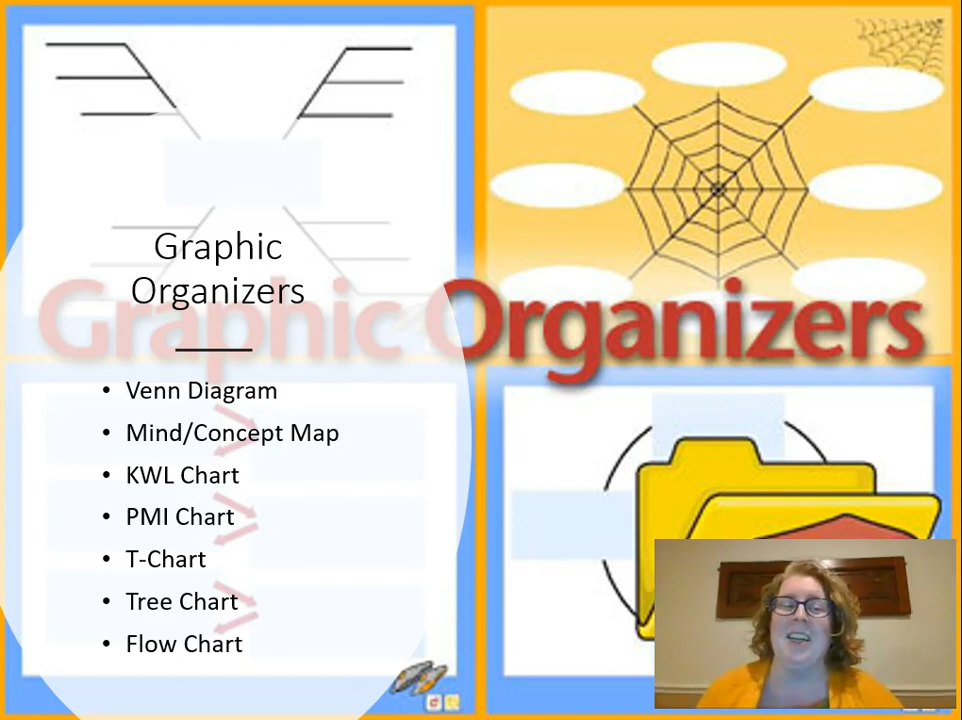 Graphic
Organizers
Graphic Organizers
• Venn Diagram
• Mind/Concept Map
• KWL Chart
• PMI Chart
• T-Chart
• Tree Chart
• Flow Chart